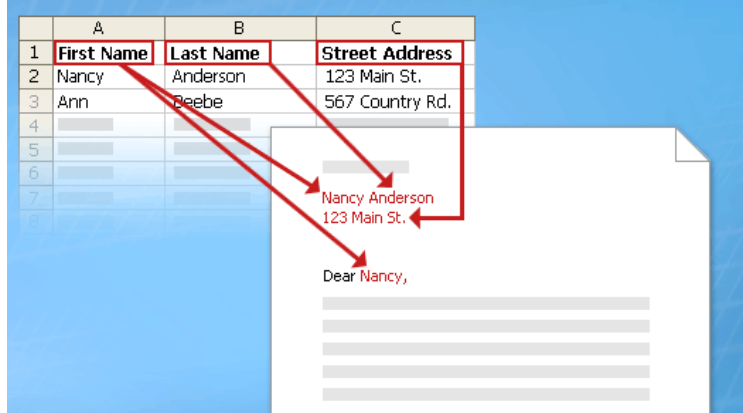 A B C
1 First Name Last Name Street Address
2 Nancy Anderson 123 Main St.
3 Ann Beebe 567 Country Rd.
4
5
6
7
8
Nancy Anderson
123 Main St.
Dear Nancy,